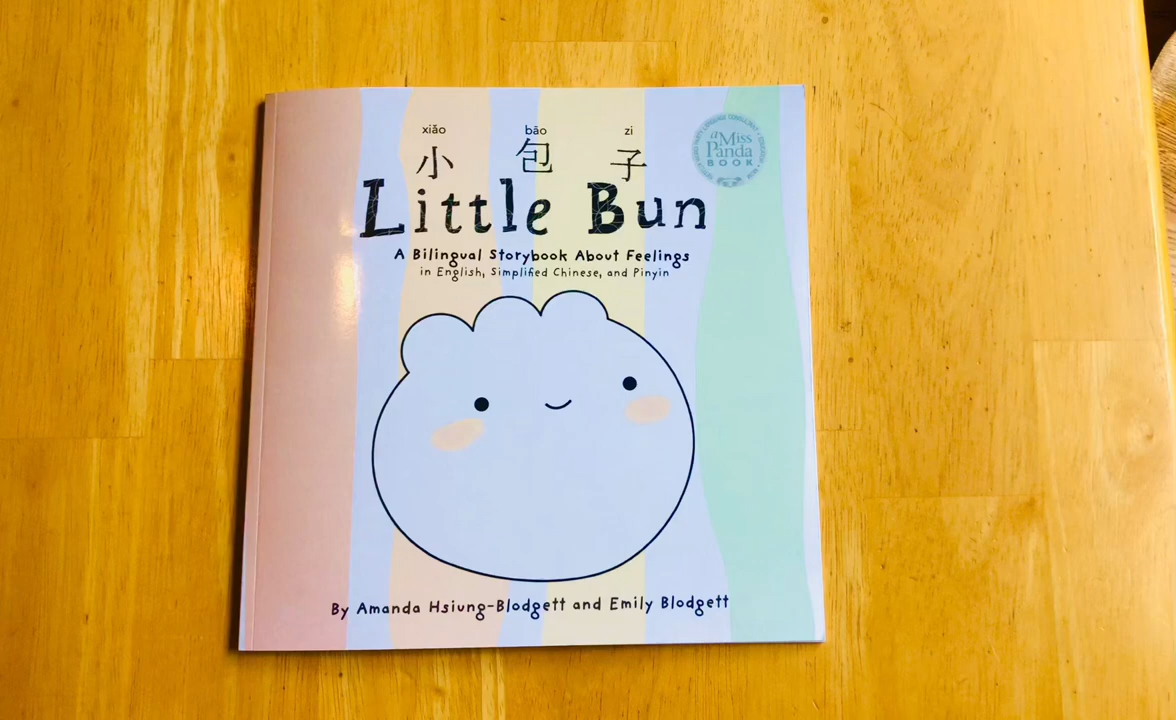 xiǎo bāo zi
小 包 子
Little Bun
A Bilingual Storybook About Feelings
in English, Simplified Chinese, and Pinyin
a Miss
Panda
BOOK
By Amanda Hsiung-Blodgett and Emily Blodgett